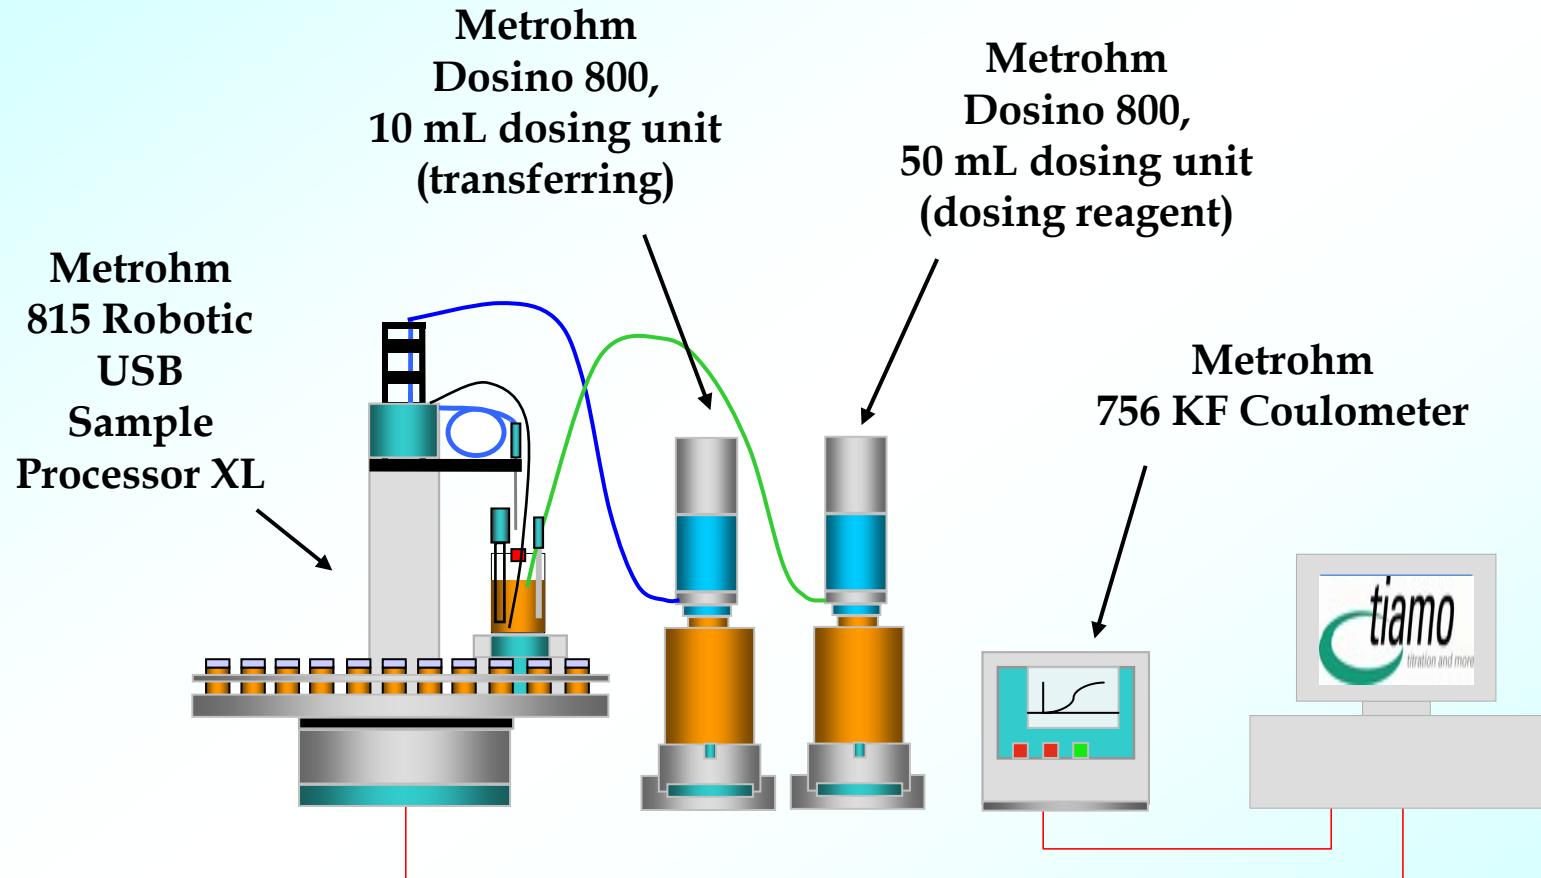 Metrohm
Dosino 800,
10 mL dosing unit
(transferring)
Metrohm
Dosino 800,
50 mL dosing unit
(dosing reagent)
Metrohm
815 Robotic
USB
Sample
Processor XL
Metrohm
756 KF Coulometer
tiamo
titration and more